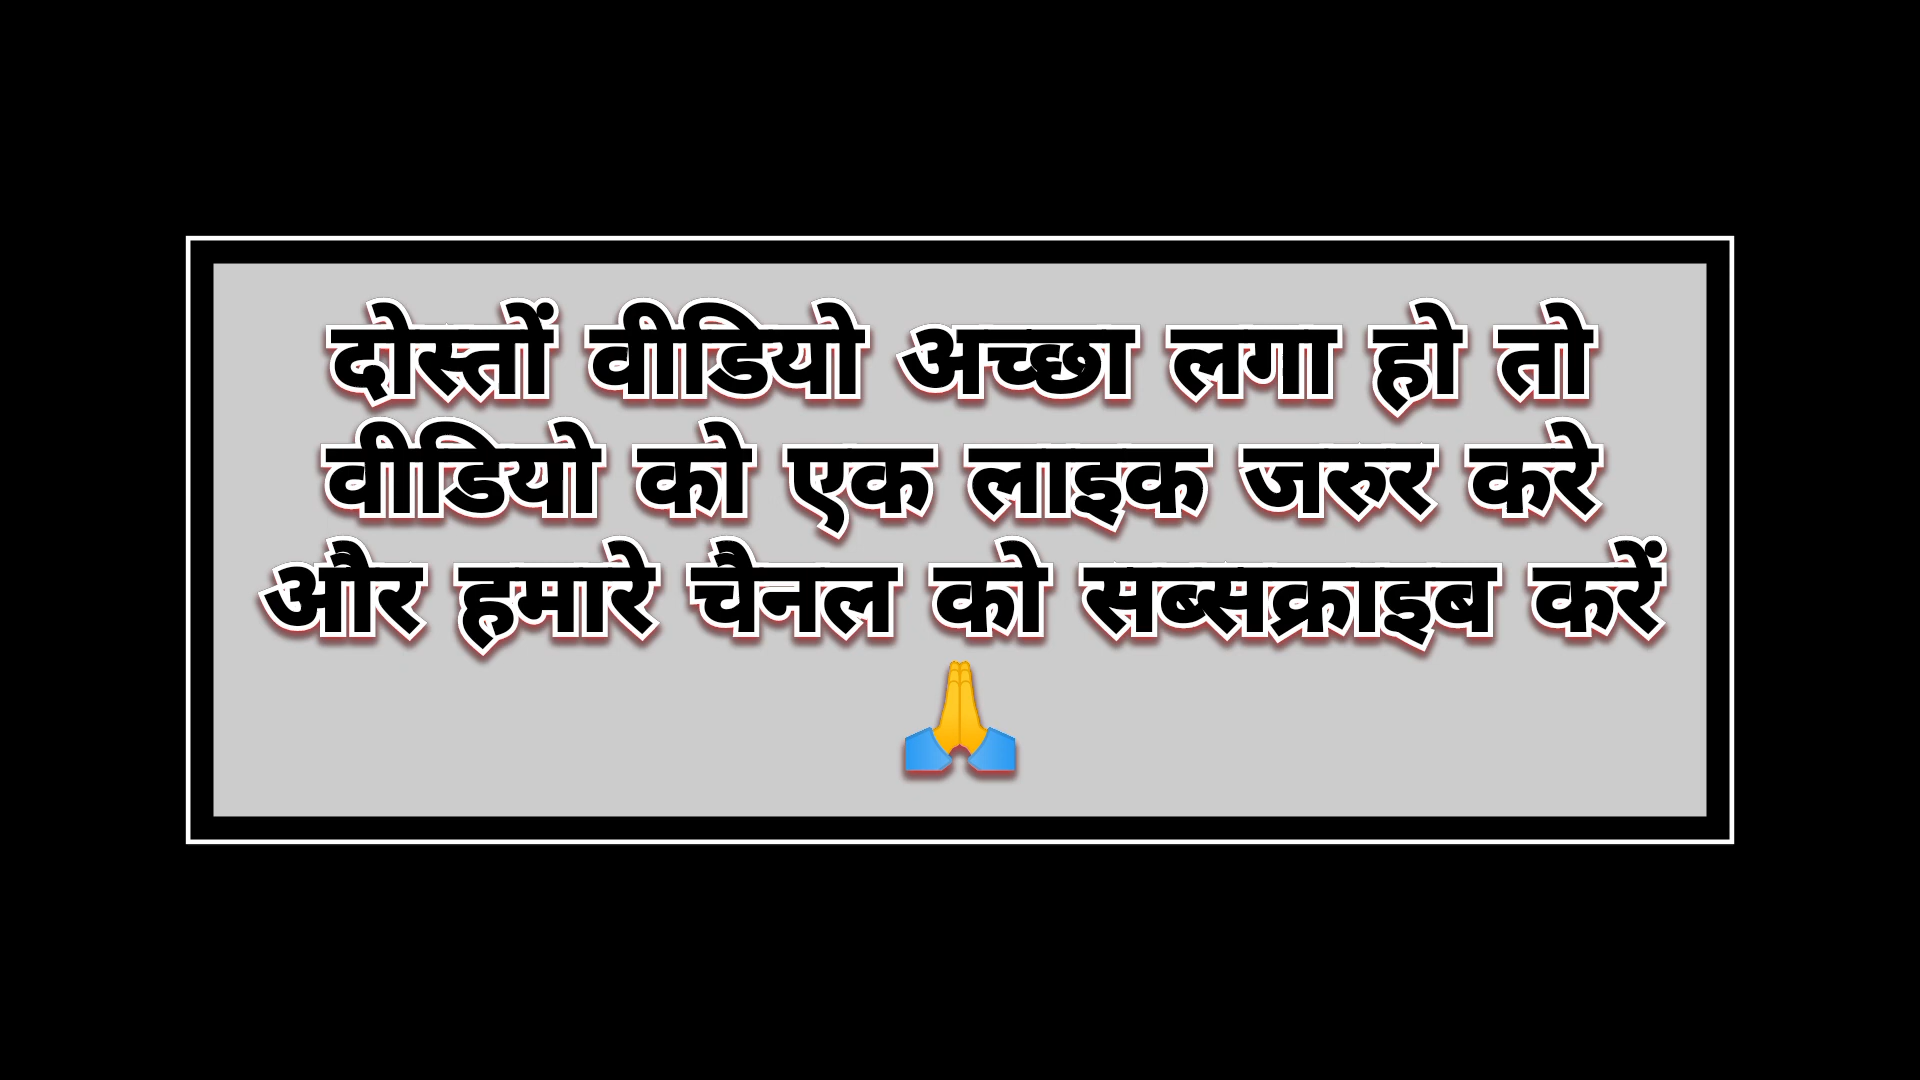 दोस्तों वीडियो अच्छा लगा हो तो
वीडियो को एक लाइक जरुर करे
और हमारे चैनल को सब्सक्राइब करें
🙏